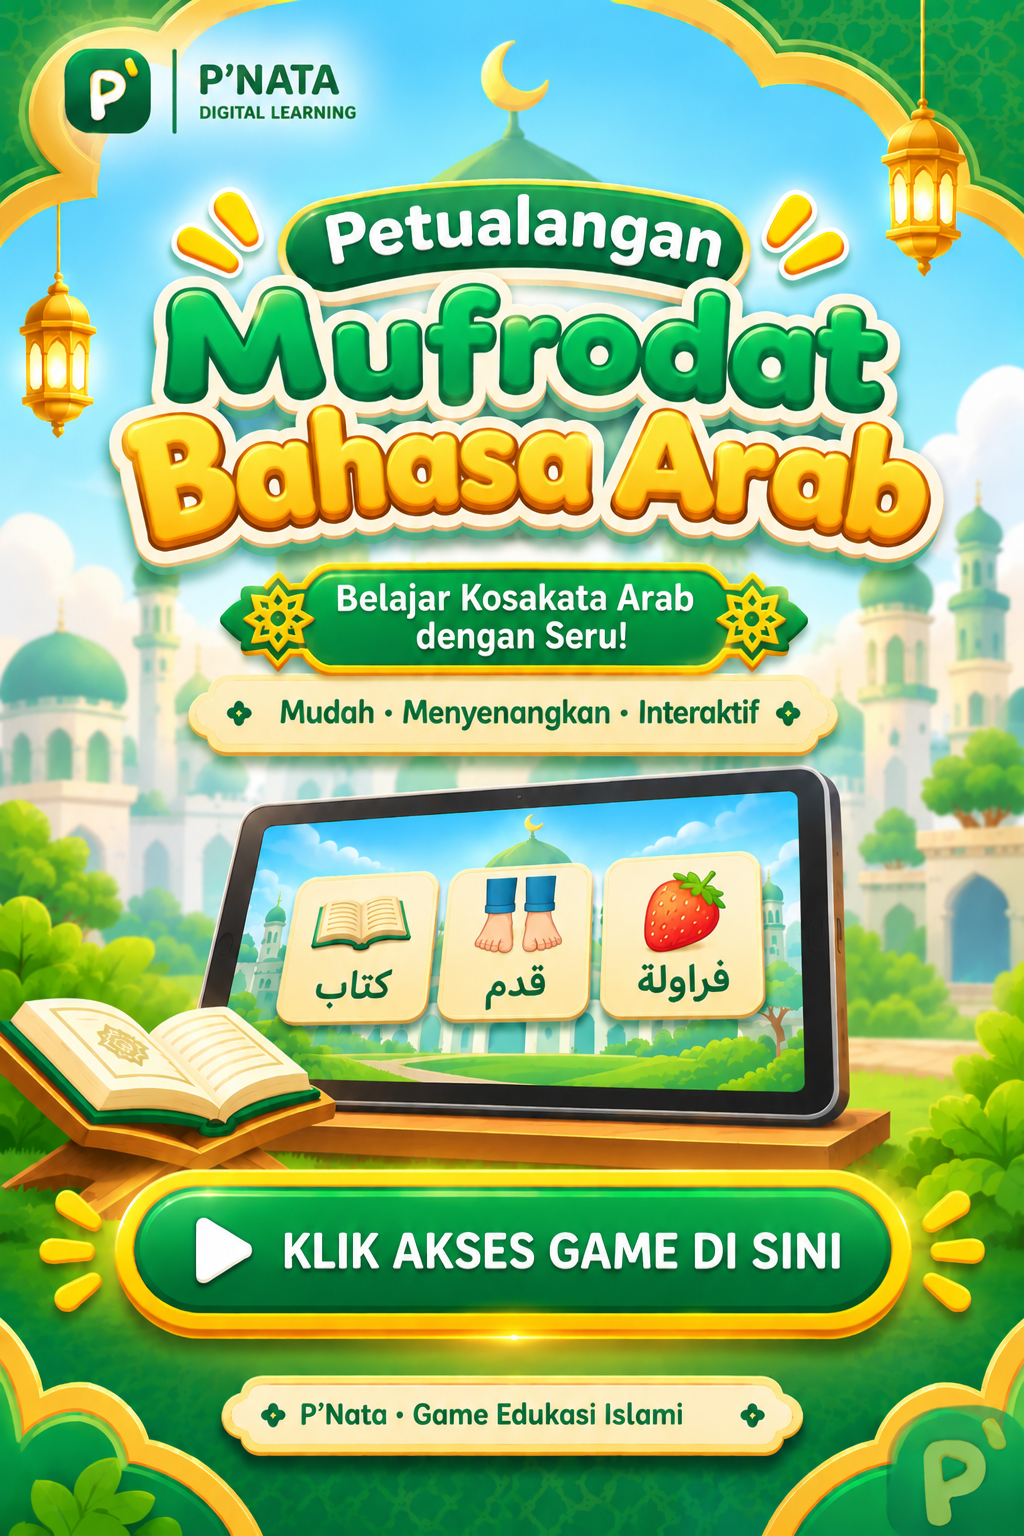 P'
P'NATA
DIGITAL LEARNING
Petualangan
Mufrodat
Bahasa Arab
Belajar Kosakata Arab
dengan Seru!
Mudah • Menyenangkan • Interaktif
كتاب
قدم
فراولة
KLIK AKSES GAME DI SINI
P'Nata • Game Edukasi Islami
P'